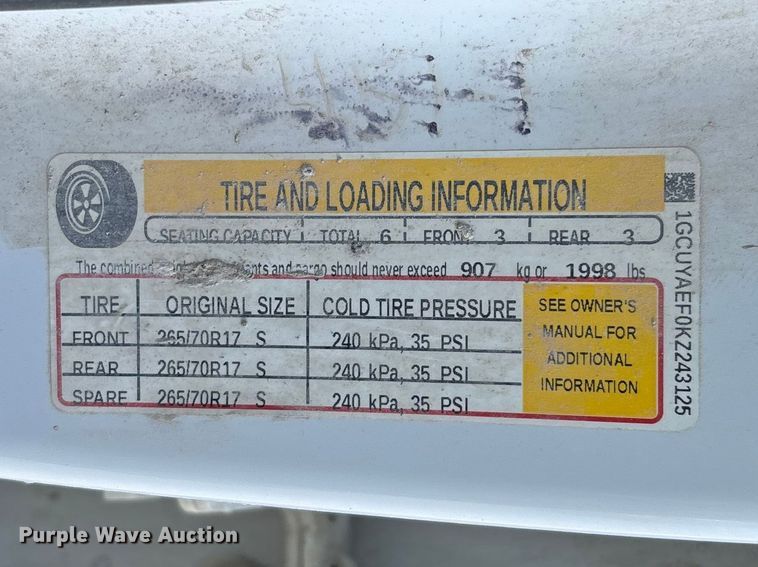 TIRE AND LOADING INFORMATION
SEATING CAPACITY TOTAL 6 FRONT 3 REAR 3
The combined weight of occupants and cargo should never exceed 907 kg or 1998 lbs
TIRE ORIGINAL SIZE COLD TIRE PRESSURE
FRONT 265/70R17 S 240 kPa, 35 PSI
REAR 265/70R17 S 240 kPa, 35 PSI
SPARE 265/70R17 S 240 kPa, 35 PSI
SEE OWNER'S
MANUAL FOR
ADDITIONAL
INFORMATION
1GCUYAEF0KZ243125
Purple Wave Auction